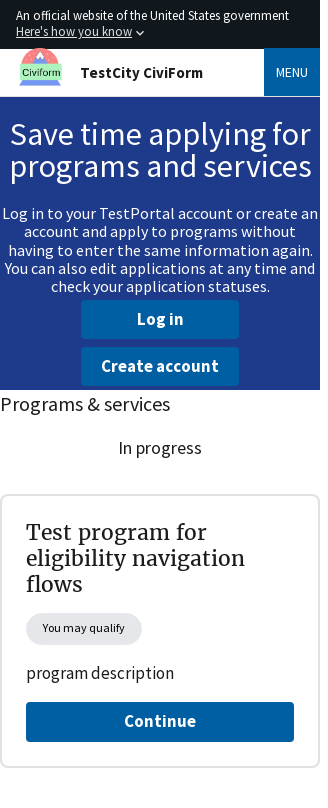 An official website of the United States government
Here's how you know
Civiform
TestCity CiviForm
MENU
Save time applying for
programs and services
Log in to your TestPortal account or create an
account and apply to programs without
having to enter the same information again.
You can also edit applications at any time and
check your application statuses.
Log in
Create account
Programs & services
In progress
Test program for
eligibility navigation
flows
You may qualify
program description
Continue